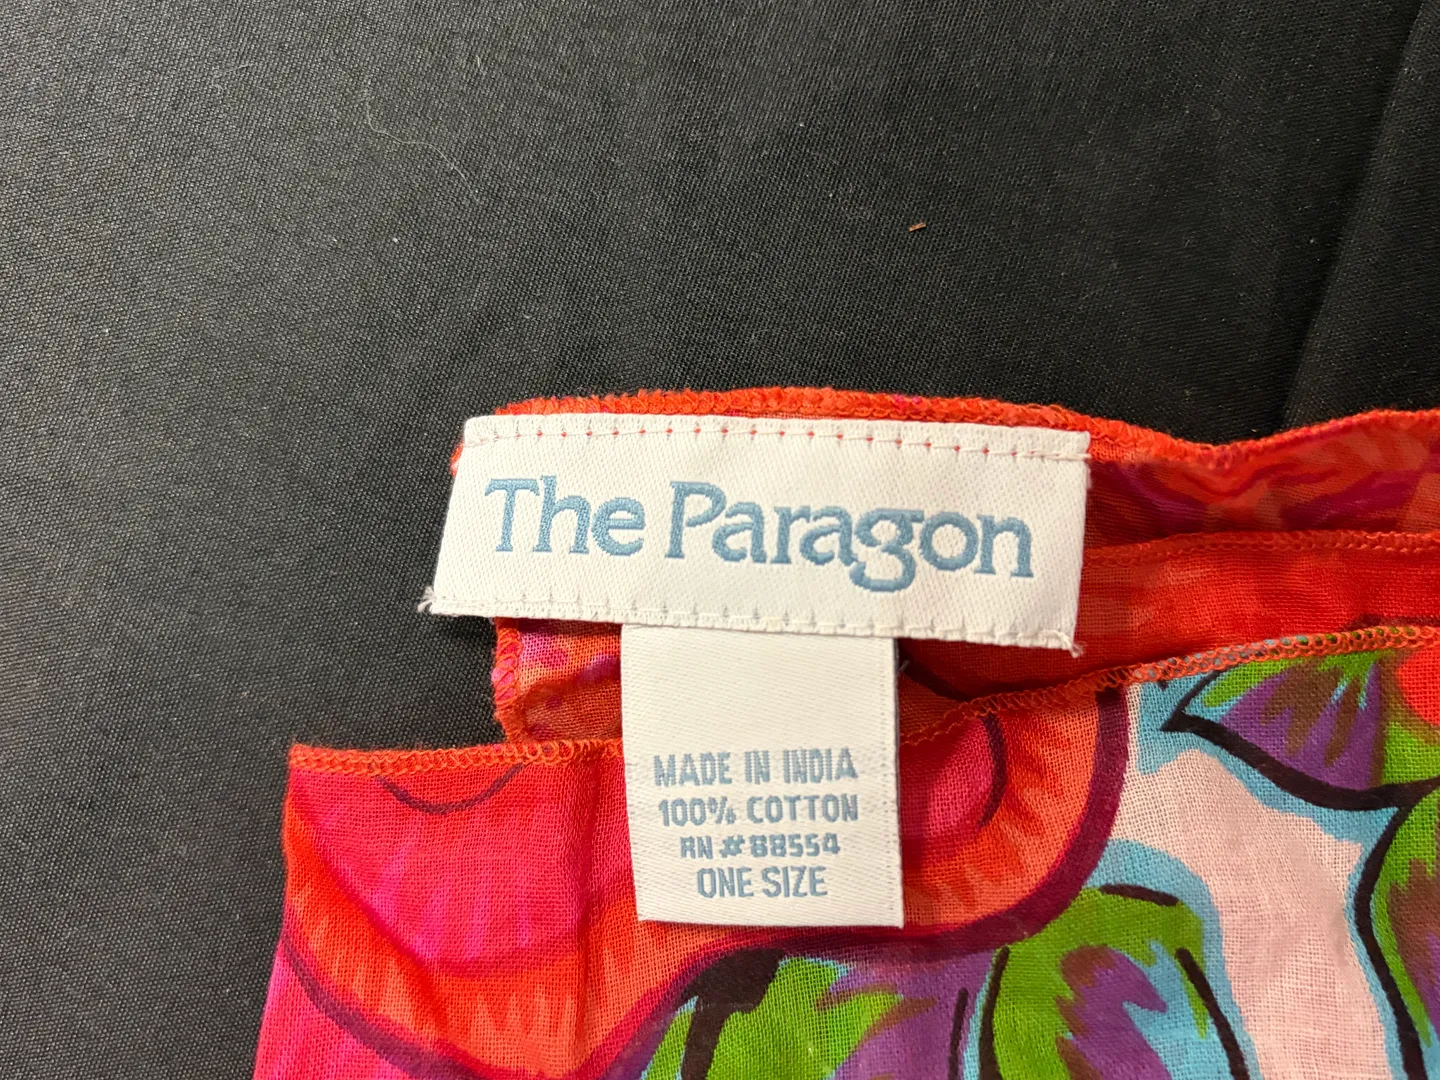 The Paragon
MADE IN INDIA
100% COTTON
RN #88554
ONE SIZE